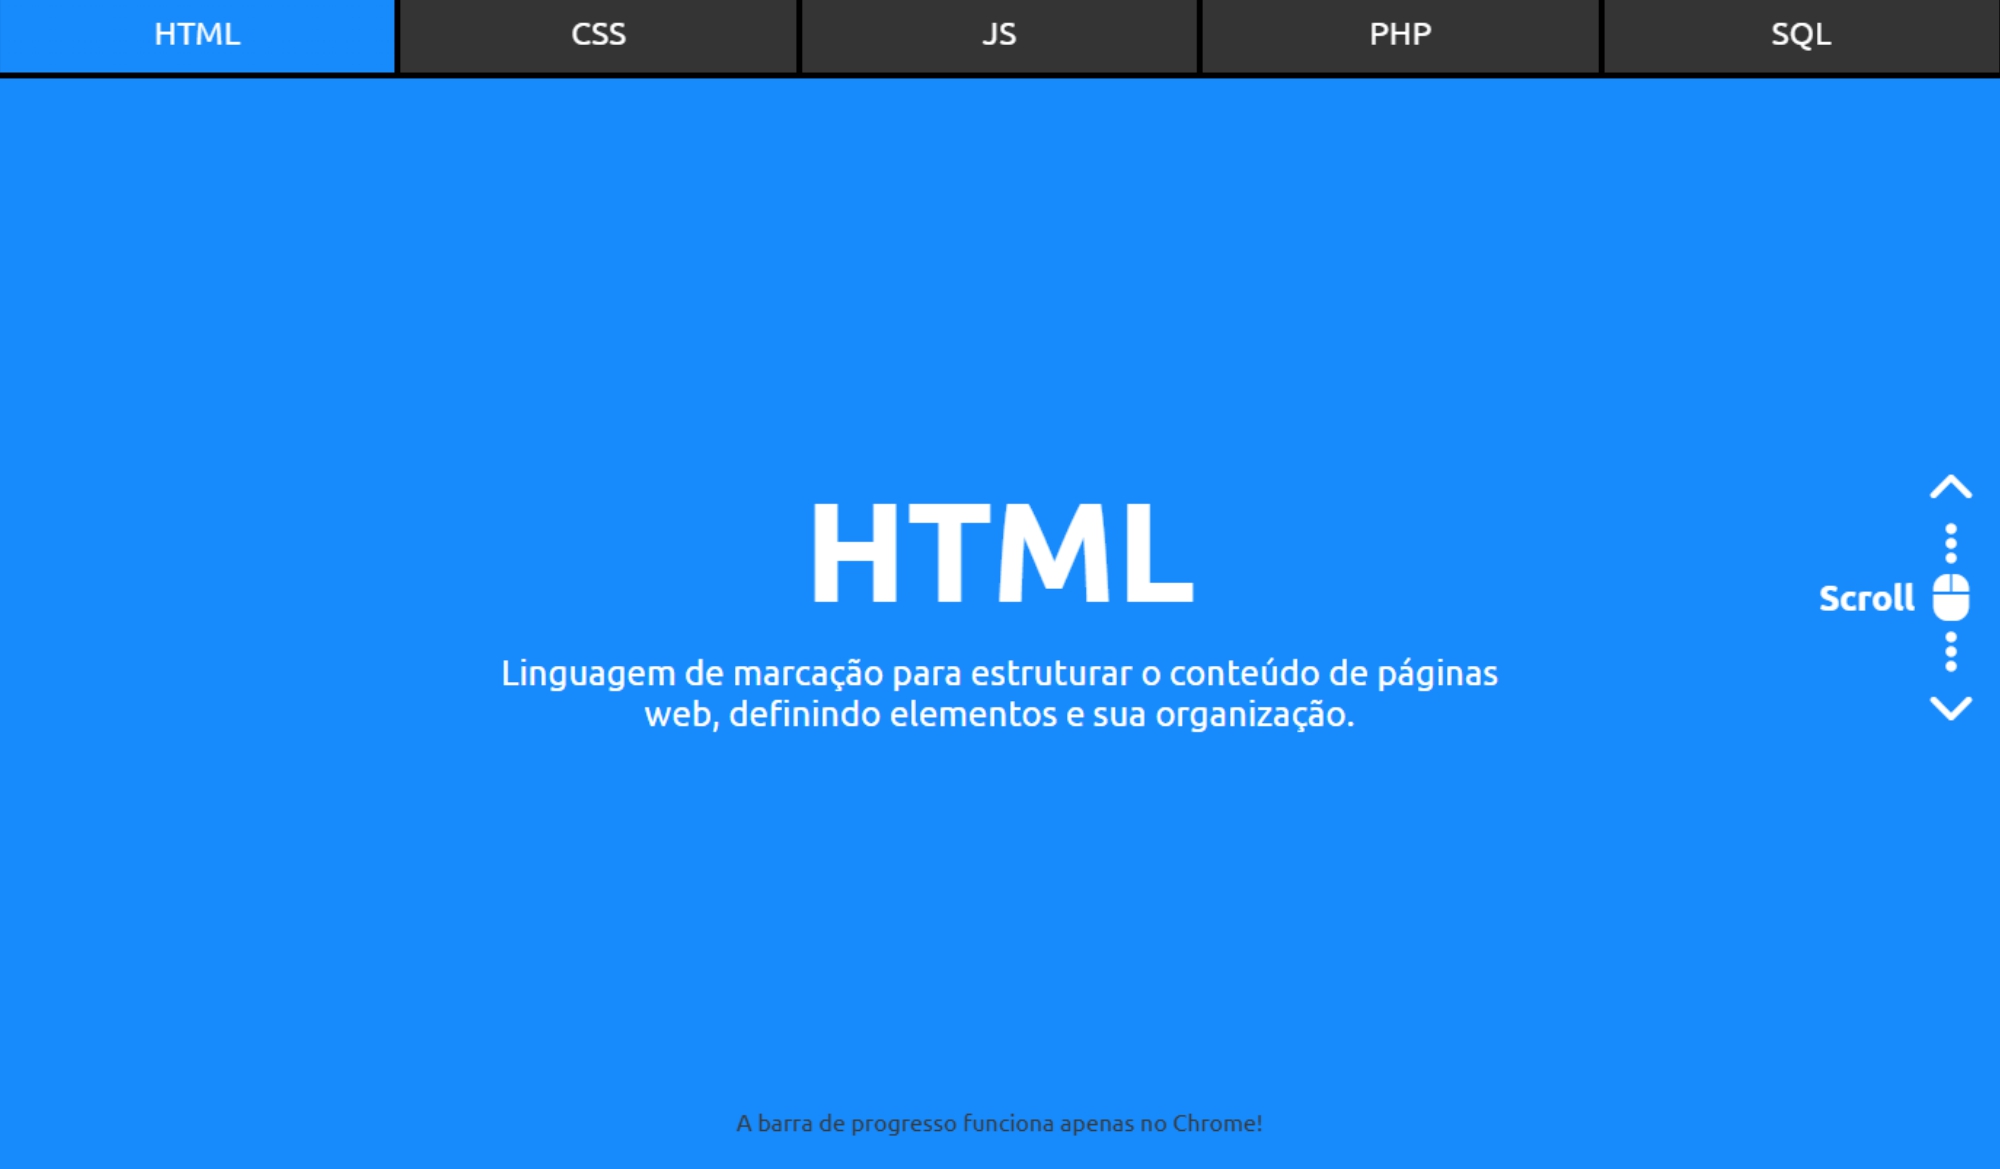 HTML
CSS
JS
PHP
SQL
HTML
Linguagem de marcação para estruturar o conteúdo de páginas
web, definindo elementos e sua organização.
Scroll
A barra de progresso funciona apenas no Chrome!